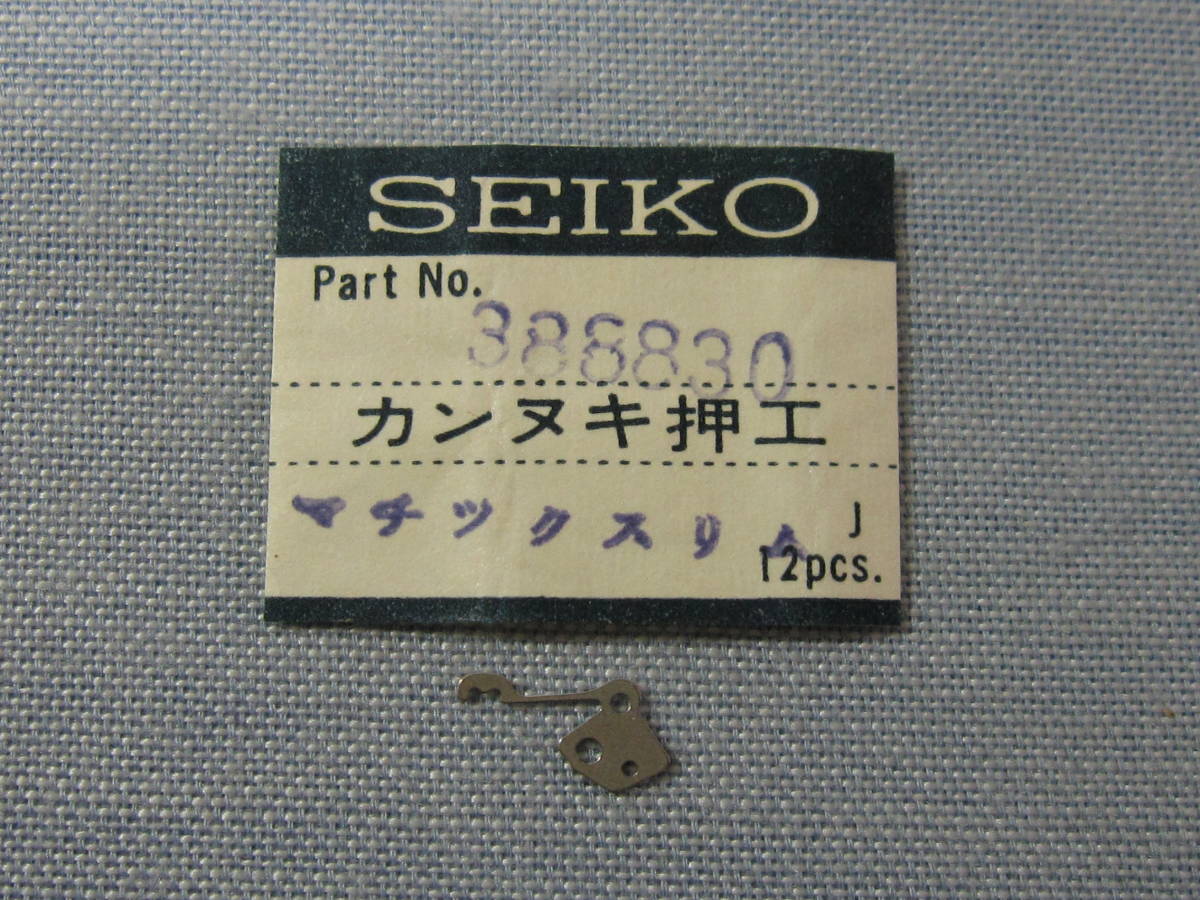 SEIKO
Part No.
388830
カンヌキ押エ
マチックスリム
J
12pcs.